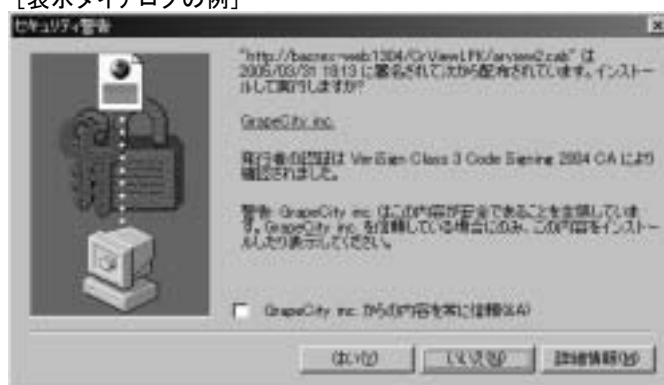 [表示ダイアログの例]
セキュリティ警告
"http://bacrec-web:1304/CrViewLPK/arview2.cab" は
2005/03/31 18:13 に署名されて次から配布されています。インストー
ルして実行しますか?
GrapeCity inc.
発行者の認証は VeriSign Class 3 Code Signing 2004 CA により
確認されました。
警告: GrapeCity inc. はこの内容が安全であることを主張していま
す。GrapeCity inc. を信頼している場合にのみ、この内容をインストー
ルしたり表示してください。
GrapeCity inc. からの内容を常に信頼(A)
はい(Y)
いいえ(N)
詳細情報(M)